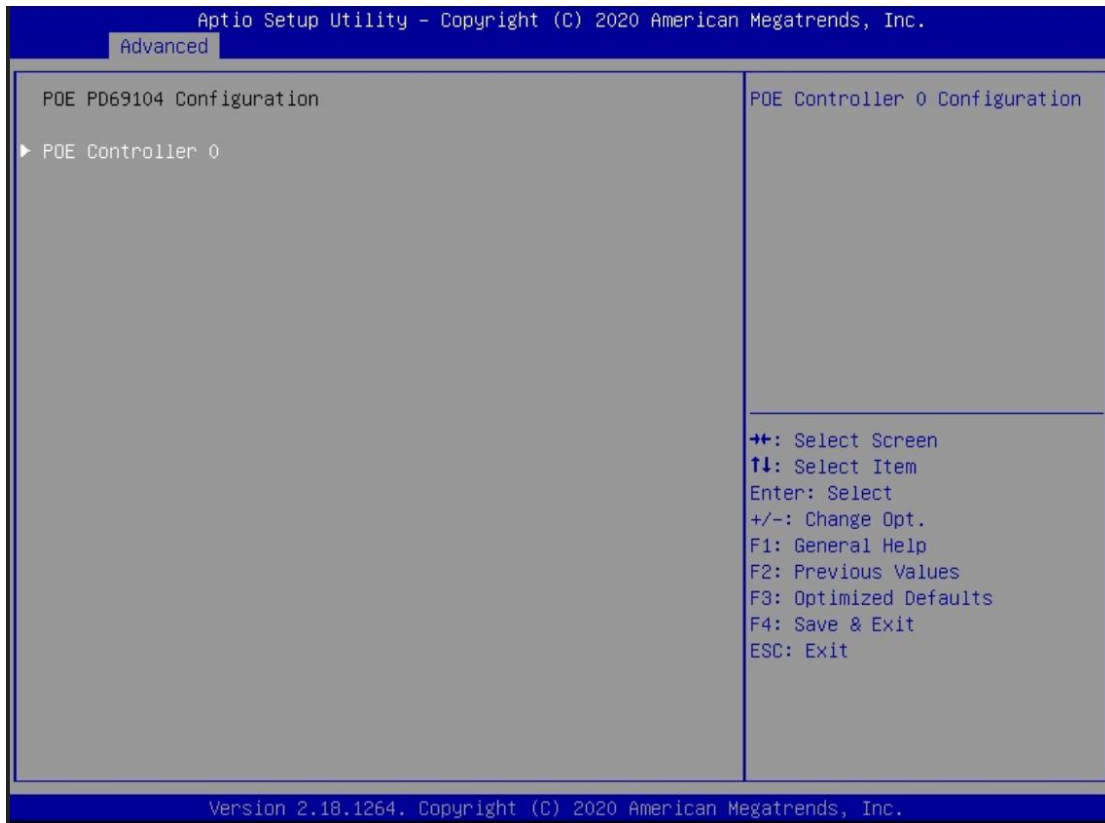 Aptio Setup Utility – Copyright (C) 2020 American Megatrends, Inc.
Advanced
POE PD69104 Configuration
► POE Controller 0
POE Controller 0 Configuration
→←: Select Screen
↑↓: Select Item
Enter: Select
+/-: Change Opt.
F1: General Help
F2: Previous Values
F3: Optimized Defaults
F4: Save & Exit
ESC: Exit
Version 2.18.1264. Copyright (C) 2020 American Megatrends, Inc.